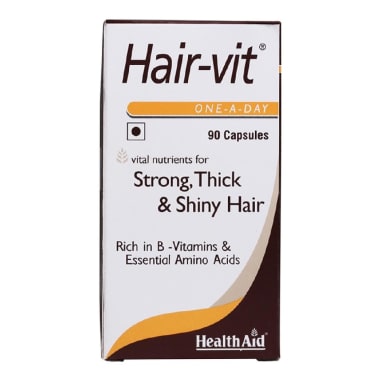 Hair-vit®
ONE-A-DAY
90 Capsules
vital nutrients for
Strong, Thick
& Shiny Hair
Rich in B -Vitamins &
Essential Amino Acids
HealthAid®